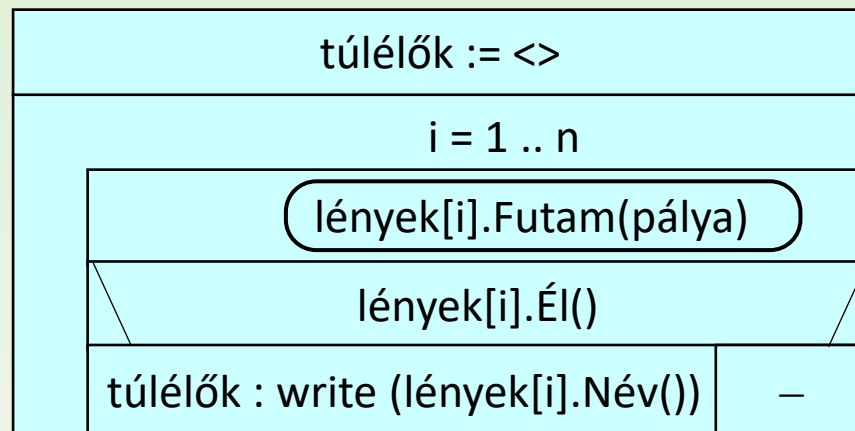 túlélők := <>
i = 1 .. n
lények[i].Futam(pálya)
lények[i].Él()
túlélők : write (lények[i].Név()) –